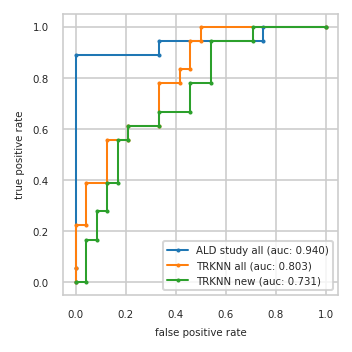 1.0
0.8
0.6
0.4
0.2
0.0
true positive rate
ALD study all (auc: 0.940)
TRKNN all (auc: 0.803)
TRKNN new (auc: 0.731)
0.0 0.2 0.4 0.6 0.8 1.0
false positive rate